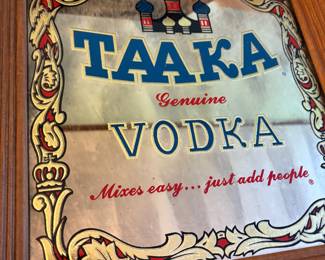 TAAKA
Genuine
VODKA
Mixes easy... just add people®